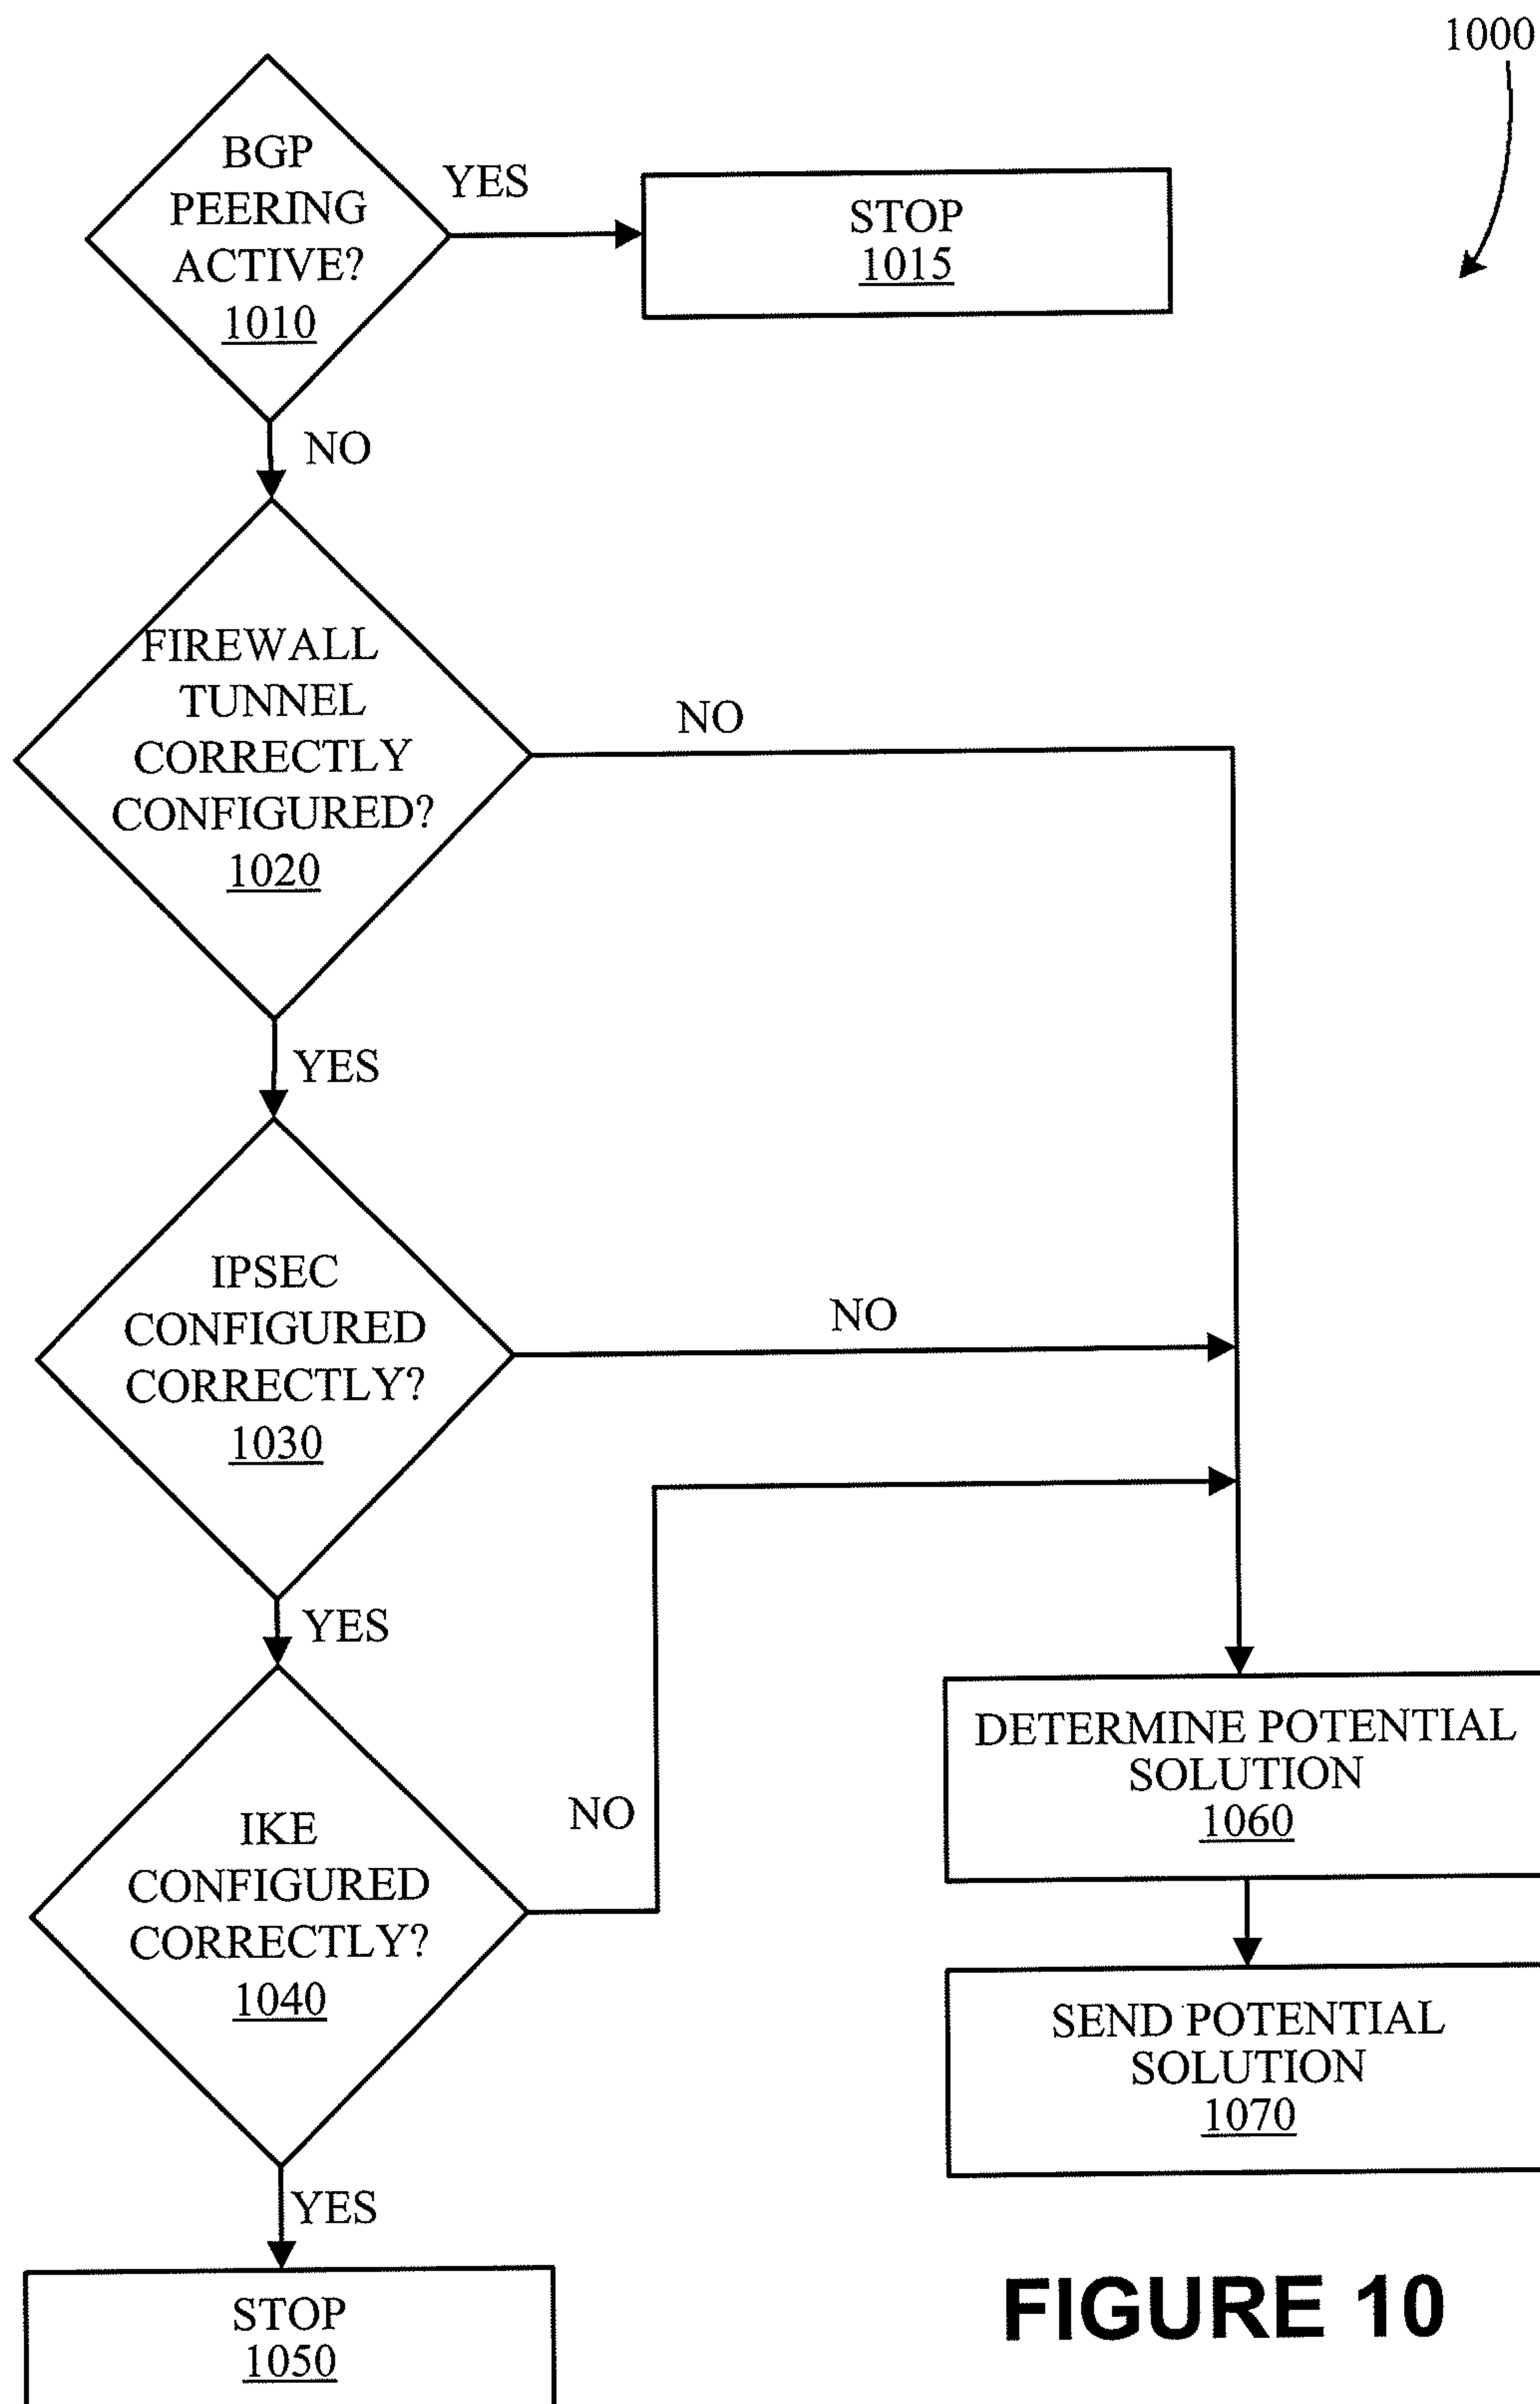 1000
BGP
PEERING
ACTIVE?
1010
YES
STOP
1015
NO
FIREWALL
TUNNEL
CORRECTLY
CONFIGURED?
1020
NO
YES
IPSEC
CONFIGURED
CORRECTLY?
1030
NO
YES
IKE
CONFIGURED
CORRECTLY?
1040
NO
DETERMINE POTENTIAL
SOLUTION
1060
SEND POTENTIAL
SOLUTION
1070
YES
STOP
1050
FIGURE 10